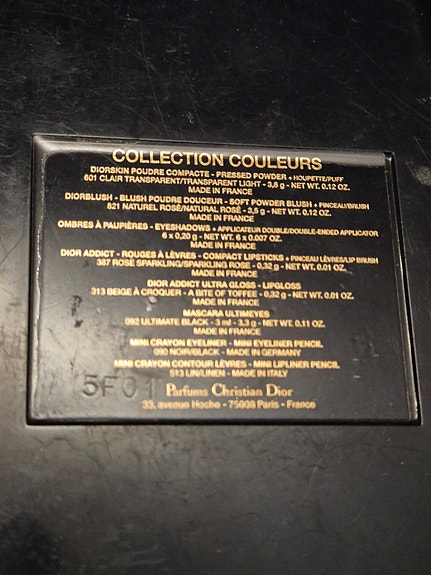 COLLECTION COULEURS
DIORSKIN POUDRE COMPACTE - PRESSED POWDER + HOUPETTE/PUFF
601 CLAIR TRANSPARENT/TRANSPARENT LIGHT - 3,6 g - NET WT. 0.12 OZ.
MADE IN FRANCE
DIORBLUSH - BLUSH POUDRE DOUCEUR - SOFT POWDER BLUSH + PINCEAU/BRUSH
821 NATUREL ROSÉ/NATURAL ROSÉ - 3,5 g - NET WT. 0.12 OZ.
MADE IN FRANCE
OMBRES À PAUPIÈRES - EYESHADOWS + APPLICATEUR DOUBLE/DOUBLE-ENDED APPLICATOR
6 x 0,20 g - NET WT. 6 x 0.007 OZ.
MADE IN FRANCE
DIOR ADDICT - ROUGES À LÈVRES - COMPACT LIPSTICKS + PINCEAU LÈVRES/LIP BRUSH
387 ROSE SPARKLING/SPARKLING ROSE - 0,32 g - NET WT. 0.01 OZ.
MADE IN FRANCE
DIOR ADDICT ULTRA GLOSS - LIPGLOSS
313 BEIGE À CROQUER - A BITE OF TOFFEE - 0,32 g - NET WT. 0.01 OZ.
MADE IN FRANCE
MASCARA ULTIMEYES
092 ULTIMATE BLACK - 3 ml - 3,3 g - NET WT. 0.11 OZ.
MADE IN FRANCE
MINI CRAYON EYELINER - MINI EYELINER PENCIL
090 NOIR/BLACK - MADE IN GERMANY
MINI CRAYON CONTOUR LÈVRES - MINI LIPLINER PENCIL
513 LIN/LINEN - MADE IN ITALY
5F01
Parfums Christian Dior
33, avenue Hoche - 75008 Paris - France